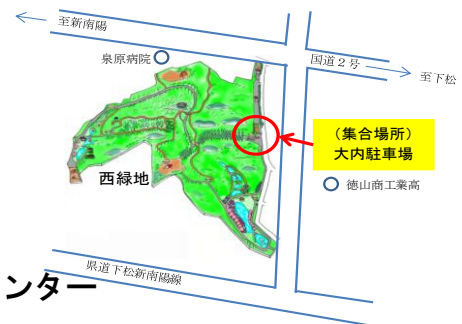 至新南陽
泉原病院
国道２号
至下松
（集合場所）
大内駐車場
西緑地
徳山商工業高
県道下松新南陽線
ンター